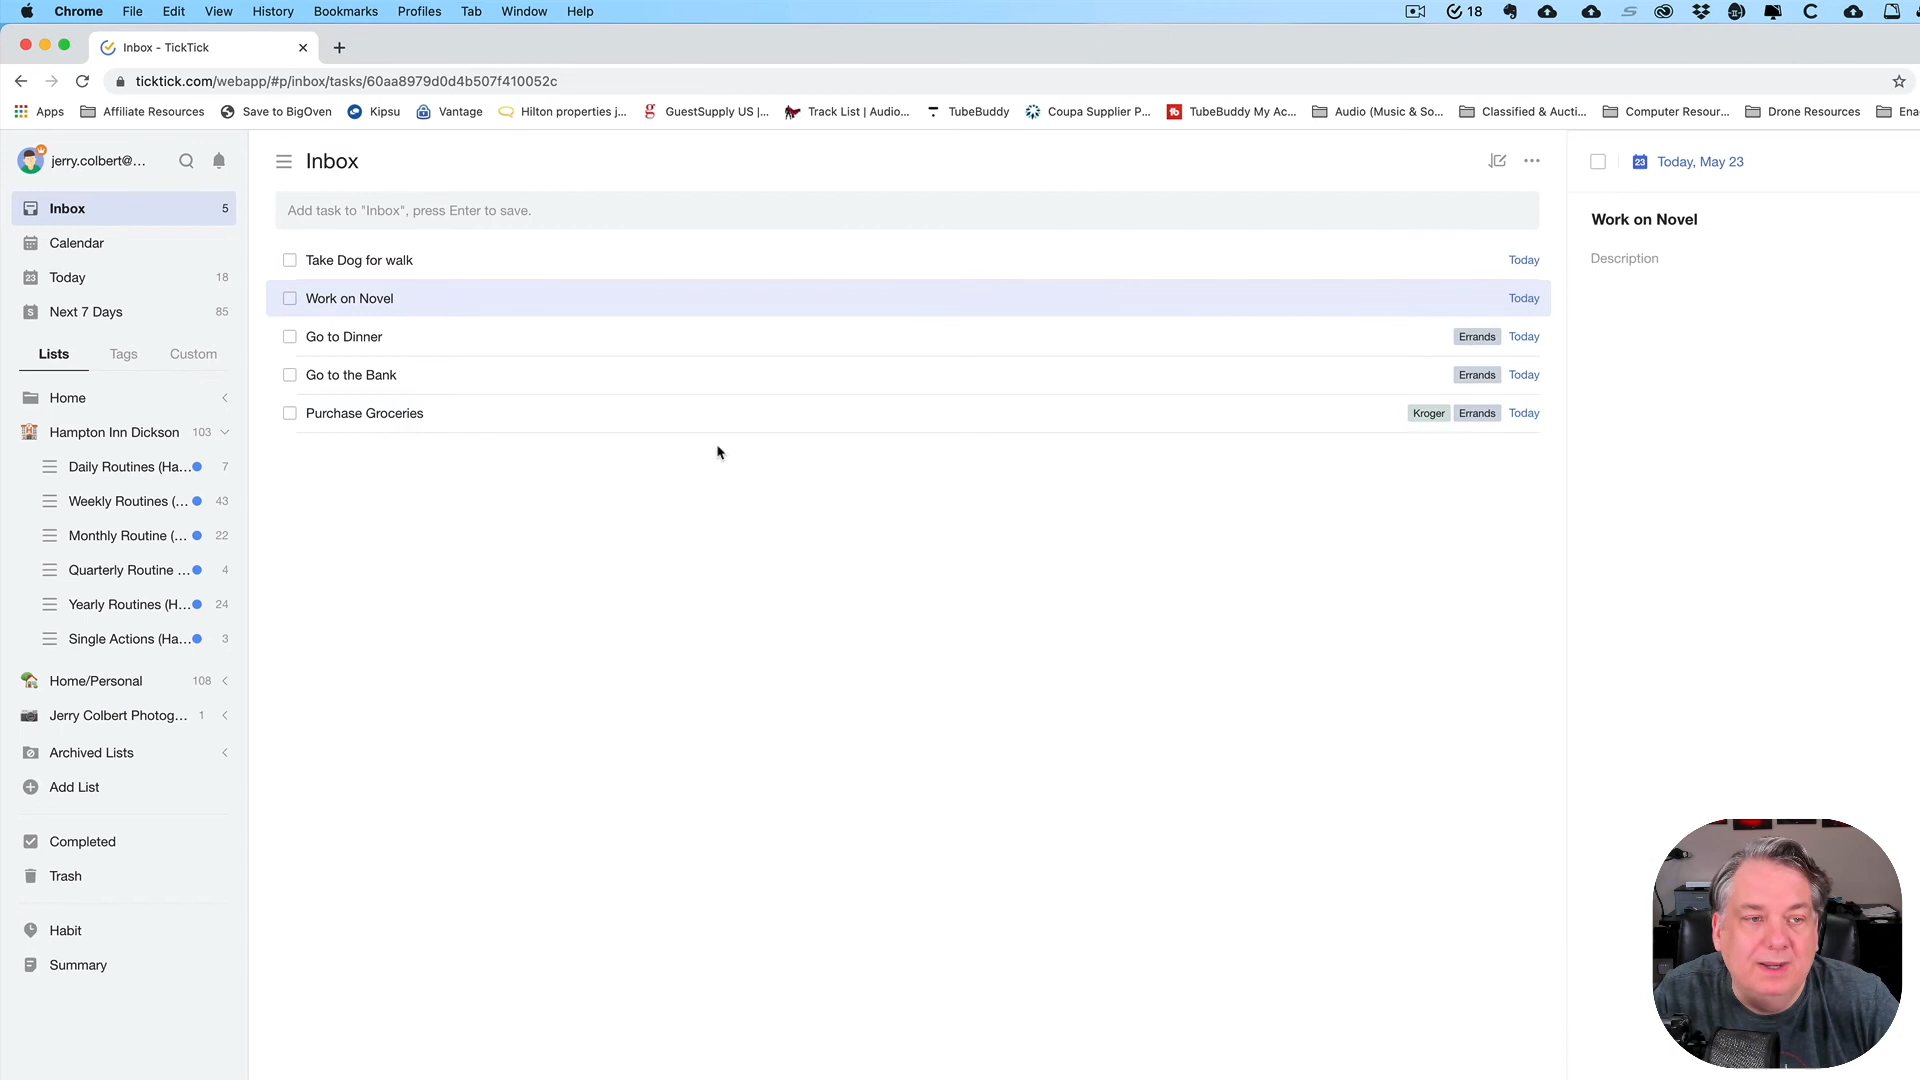 Chrome File Edit View History Bookmarks Profiles Tab Window Help 18
Inbox - TickTick
ticktick.com/webapp/#p/inbox/tasks/60aa8979d0d4b507f410052c
Apps Affiliate Resources Save to BigOven Kipsu Vantage Hilton properties j... GuestSupply US |... Track List | Audio... TubeBuddy Coupa Supplier P... TubeBuddy My Ac... Audio (Music & So... Classified & Aucti... Computer Resour... Drone Resources Ena
jerry.colbert@...
Inbox 5
Calendar
23 Today 18
S Next 7 Days 85
Lists Tags Custom
Home
Hampton Inn Dickson 103
Daily Routines (Ha... 7
Weekly Routines (... 43
Monthly Routine (... 22
Quarterly Routine ... 4
Yearly Routines (H... 24
Single Actions (Ha... 3
Home/Personal 108
Jerry Colbert Photog... 1
Archived Lists
Add List
Completed
Trash
Habit
Summary
Inbox
Add task to "Inbox", press Enter to save.
Take Dog for walk Today
Work on Novel Today
Go to Dinner Errands Today
Go to the Bank Errands Today
Purchase Groceries Kroger Errands Today
23 Today, May 23
Work on Novel
Description